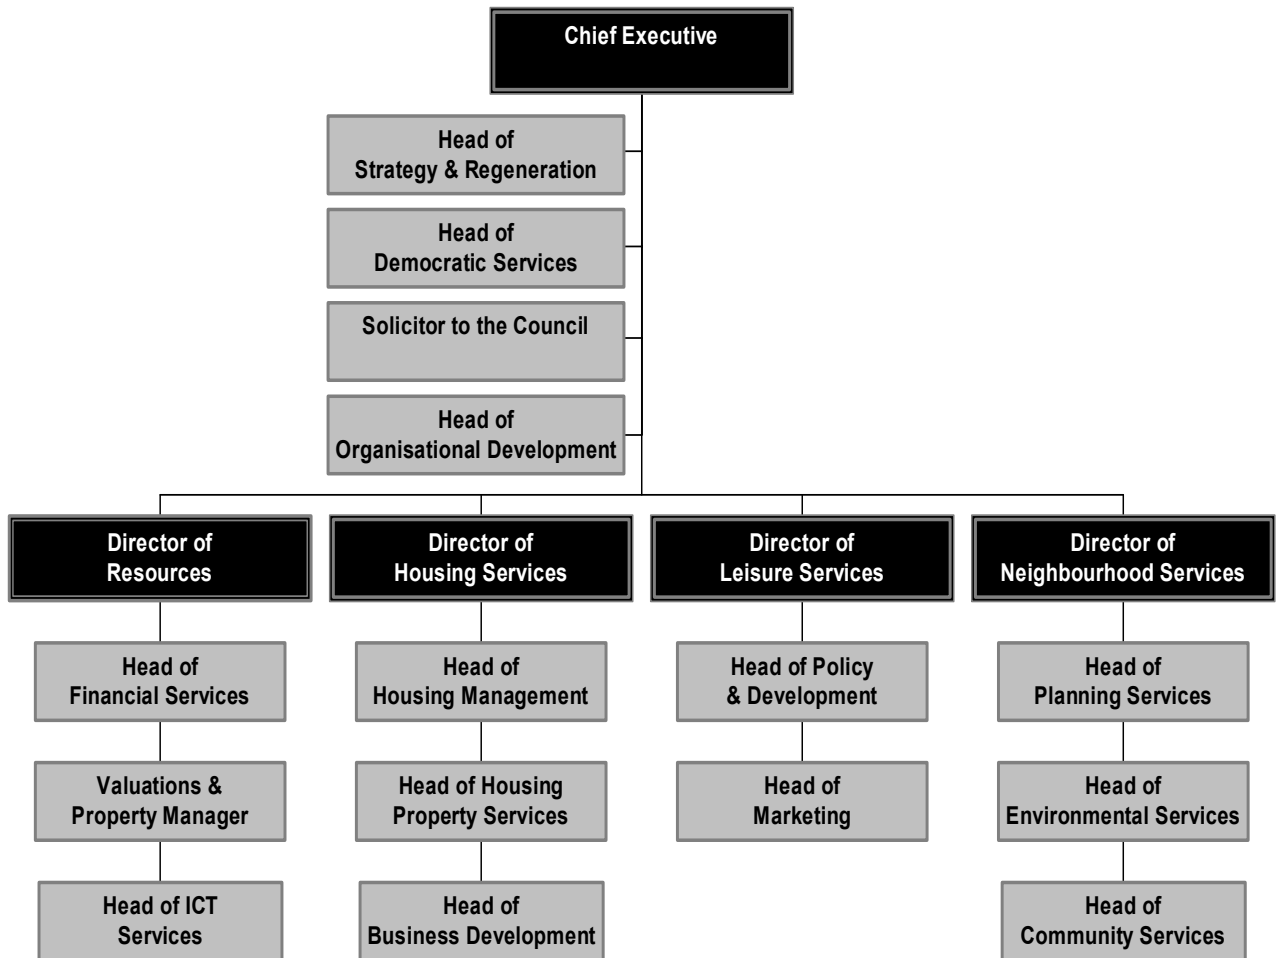 Chief Executive
Head of
Strategy & Regeneration
Head of
Democratic Services
Solicitor to the Council
Head of
Organisational Development
Director of
Resources
Director of
Housing Services
Director of
Leisure Services
Director of
Neighbourhood Services
Head of
Financial Services
Head of
Housing Management
Head of Policy
& Development
Head of
Planning Services
Valuations &
Property Manager
Head of Housing
Property Services
Head of
Marketing
Head of
Environmental Services
Head of ICT
Services
Head of
Business Development
Head of
Community Services